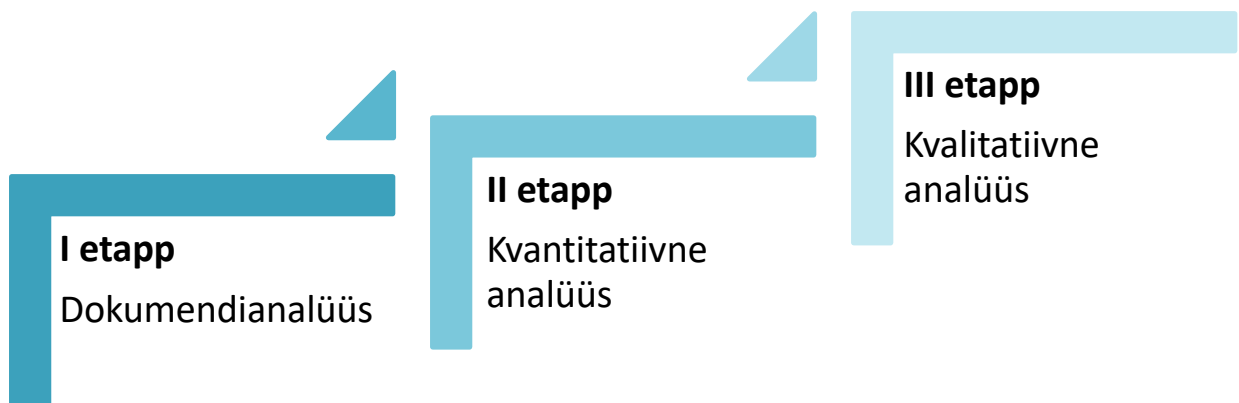 I etapp
Dokumendianalüüs
II etapp
Kvantitatiivne
analüüs
III etapp
Kvalitatiivne
analüüs